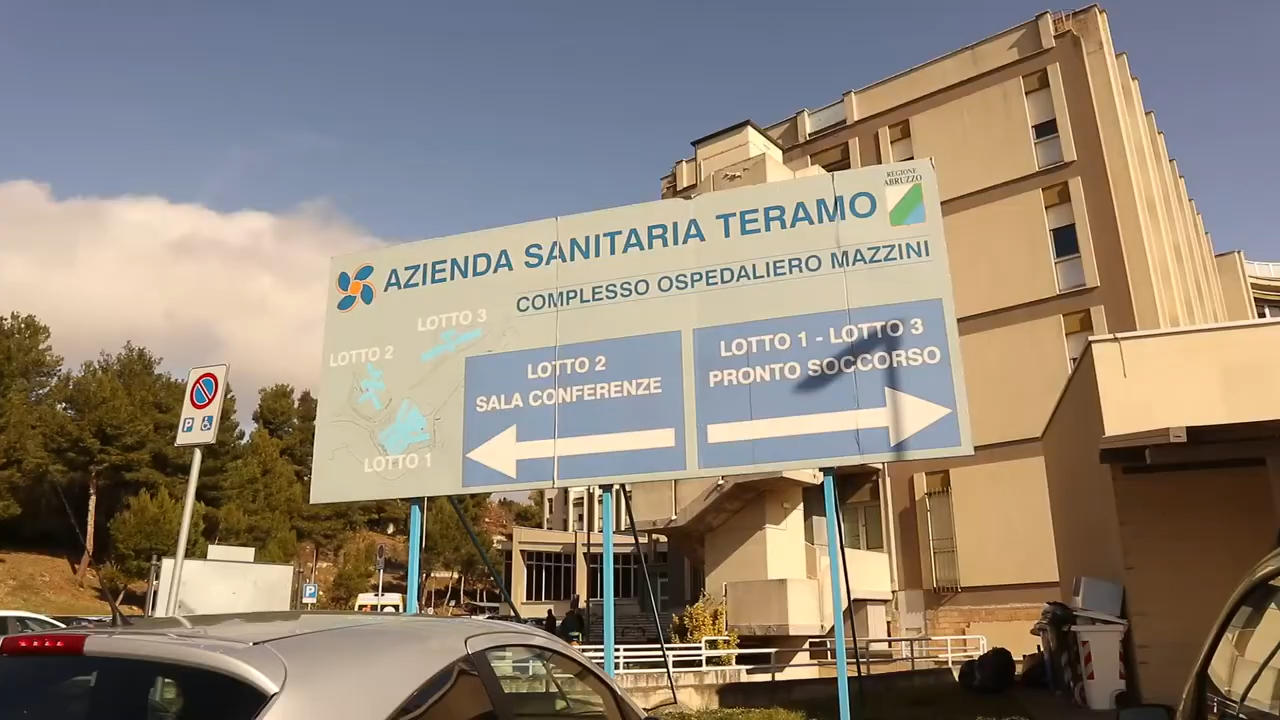 REGIONE
ABRUZZO
AZIENDA SANITARIA TERAMO
COMPLESSO OSPEDALIERO MAZZINI
LOTTO 3
LOTTO 2
LOTTO 1
LOTTO 2
SALA CONFERENZE
LOTTO 1 - LOTTO 3
PRONTO SOCCORSO
P
P